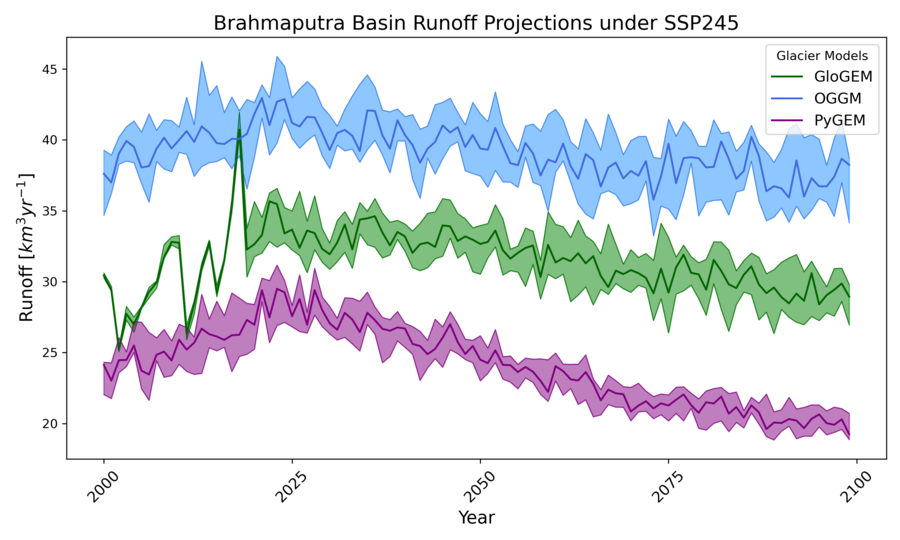 Brahmaputra Basin Runoff Projections under SSP245
Glacier Models
GloGEM
OGGM
PyGEM
Runoff [km³yr⁻¹]
45
40
35
30
25
20
2000
2025
2050
2075
2100
Year